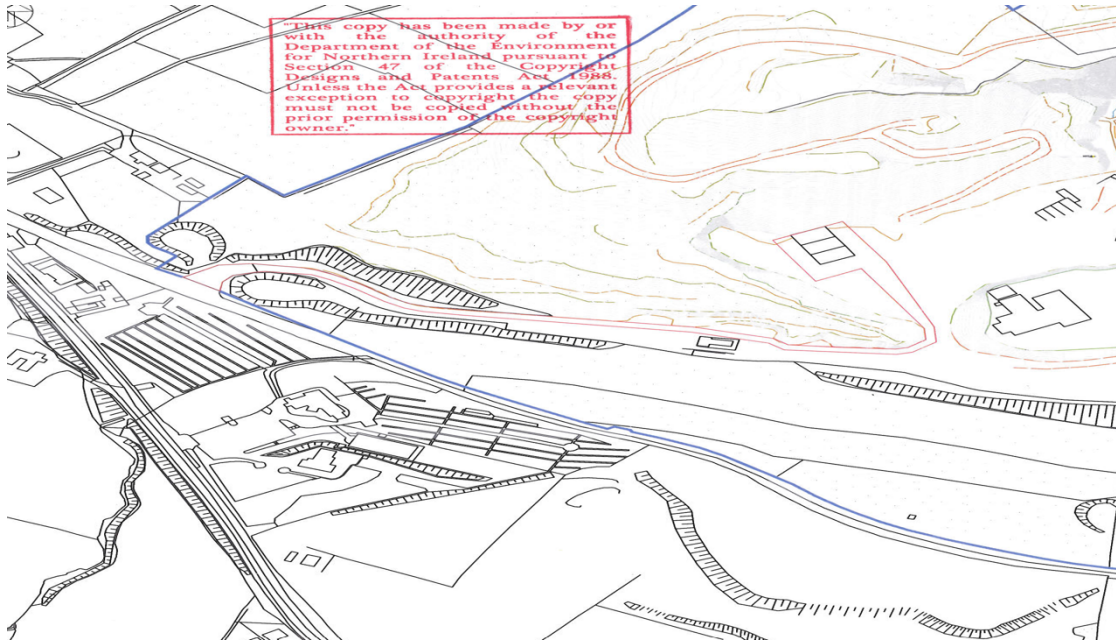 "This copy has been made by or
with the authority of the
Department of the Environment
for Northern Ireland pursuant to
Section 47 of the Copyright
Designs and Patents Act 1988.
Unless the Act provides a relevant
exception to copyright the copy
must not be copied without the
prior permission of the copyright
owner."